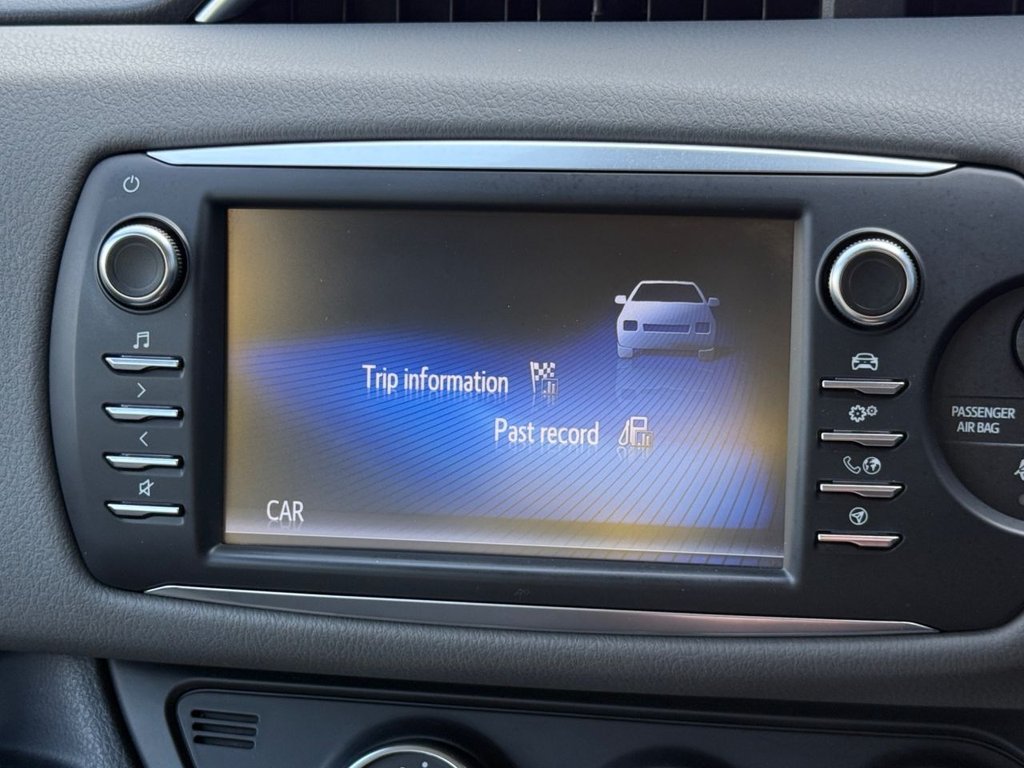 Trip information
Past record
CAR
PASSENGER
AIR BAG